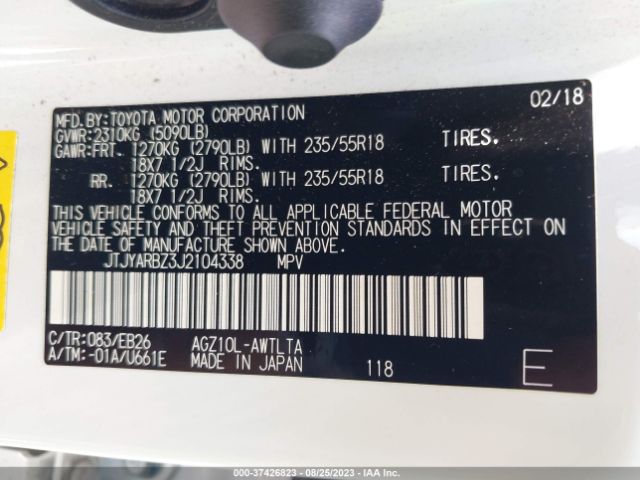 02/18
MFD.BY:TOYOTA MOTOR CORPORATION
GVWR:2310KG (5090LB)
GAWR:FRT. 1270KG (2790LB) WITH 235/55R18 TIRES.
18X7 1/2J RIMS.
RR. 1270KG (2790LB) WITH 235/55R18 TIRES.
18X7 1/2J RIMS.
THIS VEHICLE CONFORMS TO ALL APPLICABLE FEDERAL MOTOR
VEHICLE SAFETY AND THEFT PREVENTION STANDARDS IN EFFECT ON
THE DATE OF MANUFACTURE SHOWN ABOVE.
JTJYARBZ3J2104338 MPV
C/TR:083/EB26 AGZ10L-AWTLTA
A/TM:-01A/U661E MADE IN JAPAN 118 E
000-37426823 - 08/25/2023 - IAA Inc.